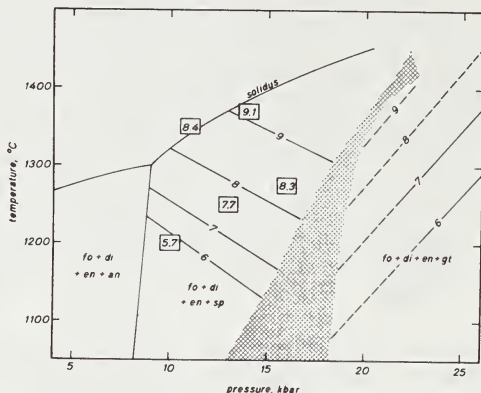 1400
1300
1200
1100
temperature, °C
solidus
9.1
8.4
9
9
8
8.3
8
7.7
7
7
6
5.7
6
fo + di
+ en + an
fo + di
+ en + sp
fo + di + en + gt
5
10
15
20
25
pressure, kbar